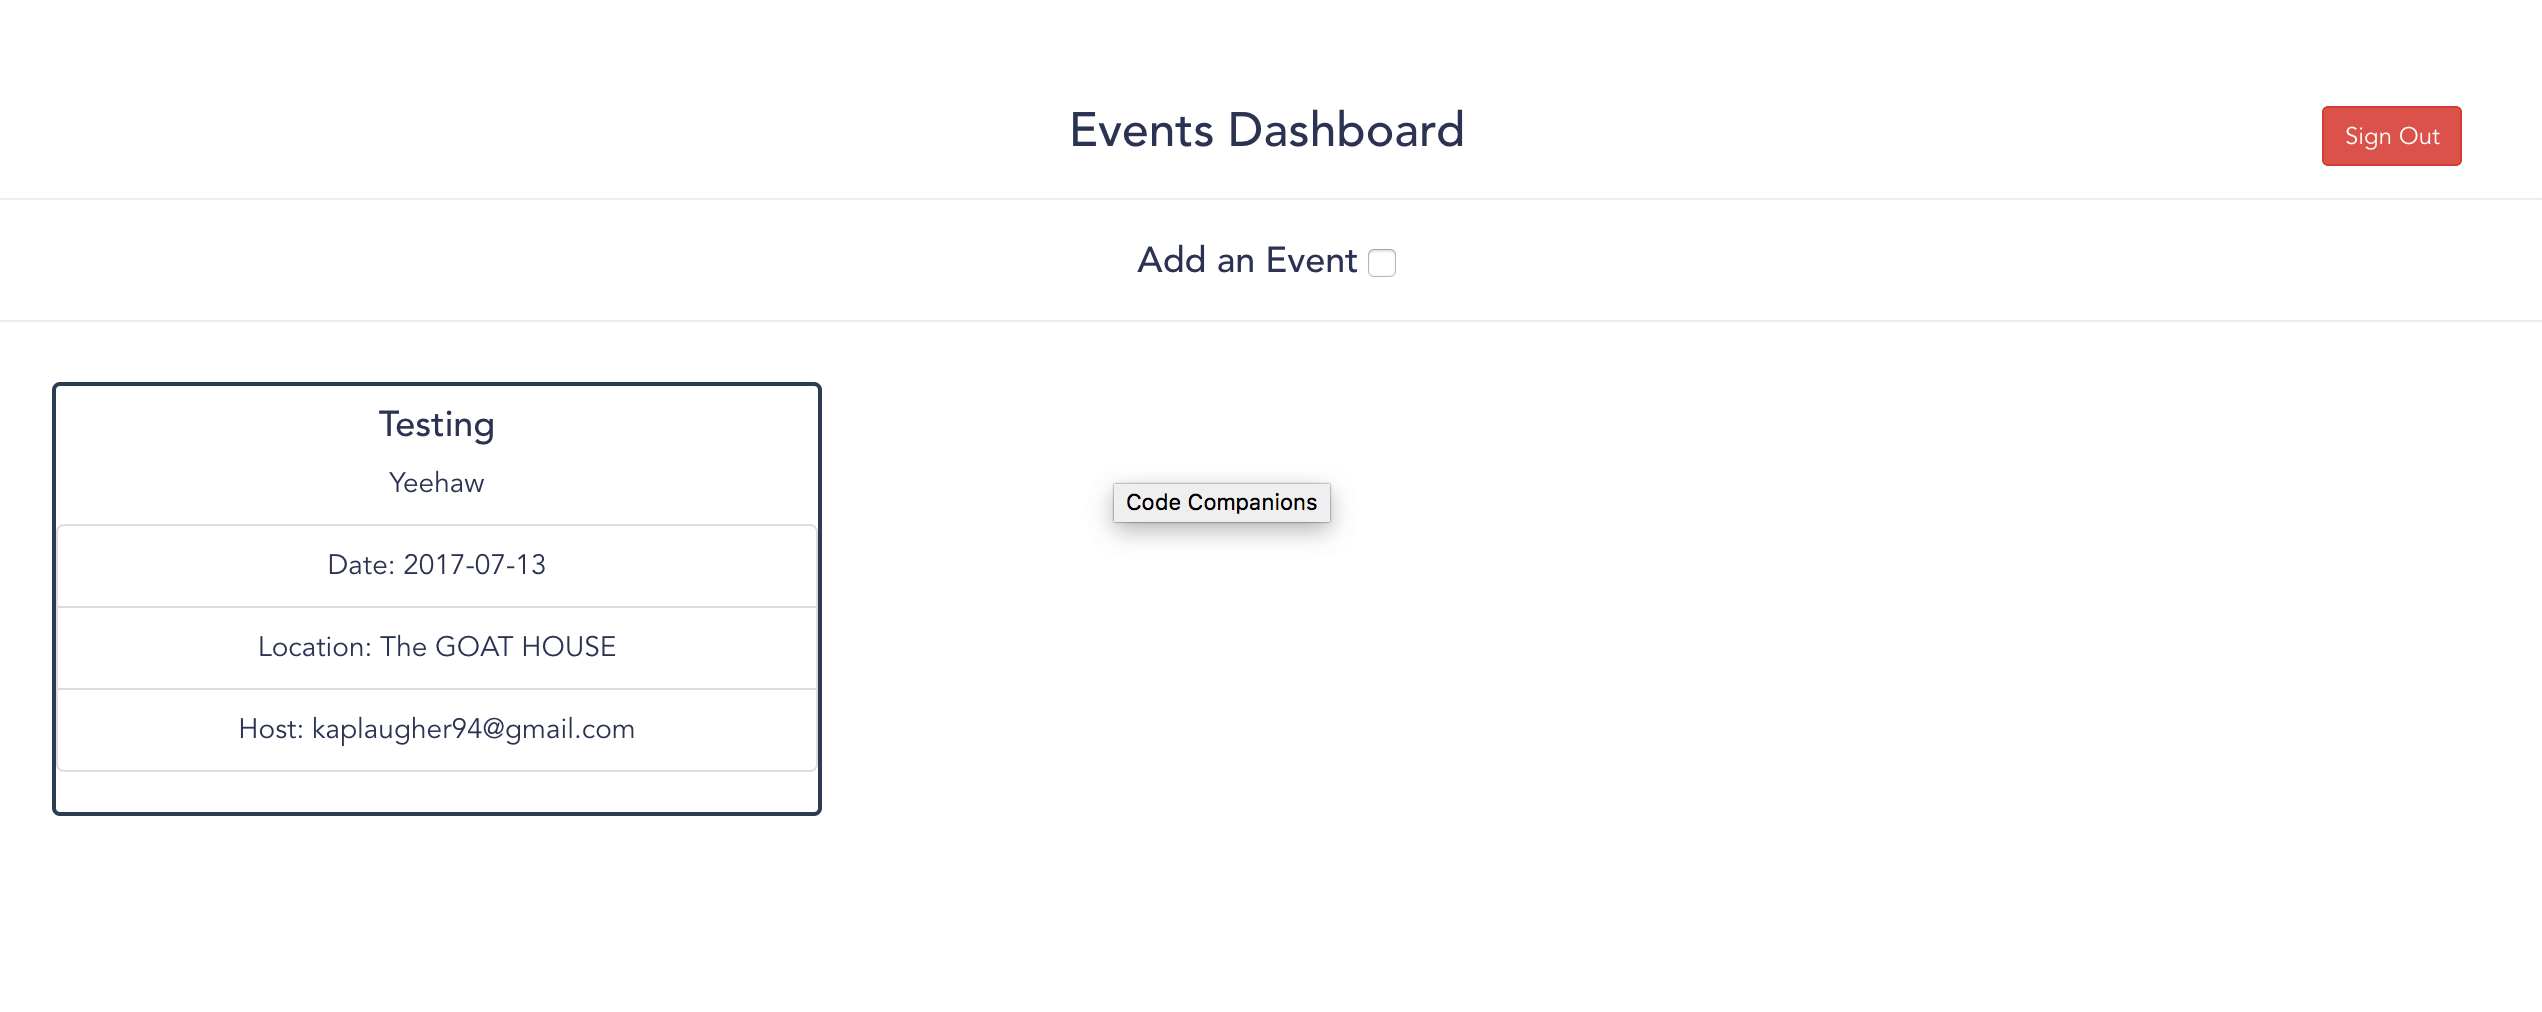 Events Dashboard
Sign Out
Add an Event
Testing
Yeehaw
Code Companions
Date: 2017-07-13
Location: The GOAT HOUSE
Host: kaplaugher94@gmail.com